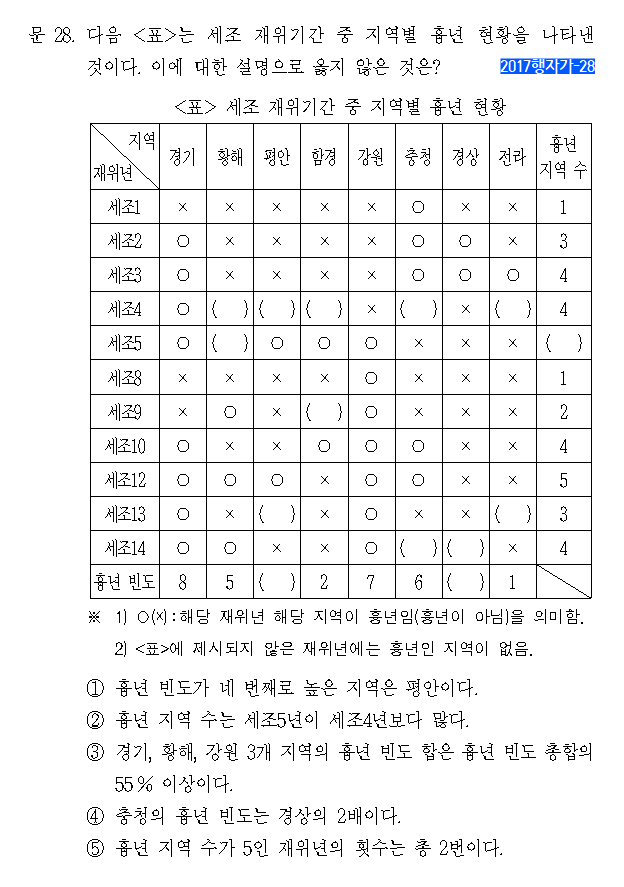 문 28. 다음 <표>는 세조 재위기간 중 지역별 흉년 현황을 나타낸
것이다. 이에 대한 설명으로 옳지 않은 것은? 2017행자가-28
<표> 세조 재위기간 중 지역별 흉년 현황
재위년 지역 경기 황해 평안 함경 강원 충청 경상 전라 흉년 지역 수
세조1 × × × × × ○ × × 1
세조2 ○ × × × × ○ ○ × 3
세조3 ○ × × × × ○ ○ ○ 4
세조4 ○ ( ) ( ) ( ) × ( ) × ( ) 4
세조5 ○ ( ) ○ ○ ○ × × × ( )
세조8 × × × × ○ × × × 1
세조9 × ○ × ( ) ○ × × × 2
세조10 ○ × × ○ ○ ○ × × 4
세조12 ○ ○ ○ × ○ ○ × × 5
세조13 ○ × ( ) × ○ × × ( ) 3
세조14 ○ ○ × × ○ ( ) ( ) × 4
흉년 빈도 8 5 ( ) 2 7 6 ( ) 1
※ 1) ○(×) : 해당 재위년 해당 지역이 흉년임(흉년이 아님)을 의미함.
2) <표>에 제시되지 않은 재위년에는 흉년인 지역이 없음.
① 흉년 빈도가 네 번째로 높은 지역은 평안이다.
② 흉년 지역 수는 세조5년이 세조4년보다 많다.
③ 경기, 황해, 강원 3개 지역의 흉년 빈도 합은 흉년 빈도 총합의
55% 이상이다.
④ 충청의 흉년 빈도는 경상의 2배이다.
⑤ 흉년 지역 수가 5인 재위년의 횟수는 총 2번이다.